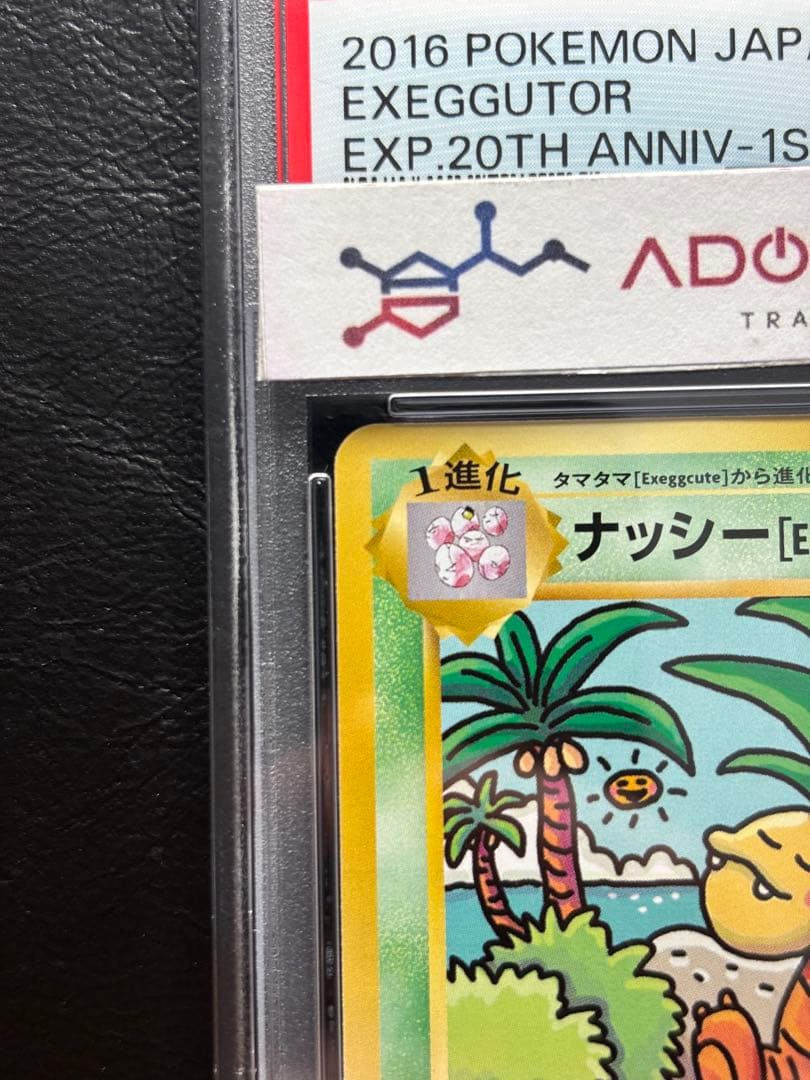 2016 POKEMON JAP
EXEGGUTOR
EXP.20TH ANNIV-1S
ADO
TRA
1進化
タマタマ[Exeggcute]から進化
ナッシー[E